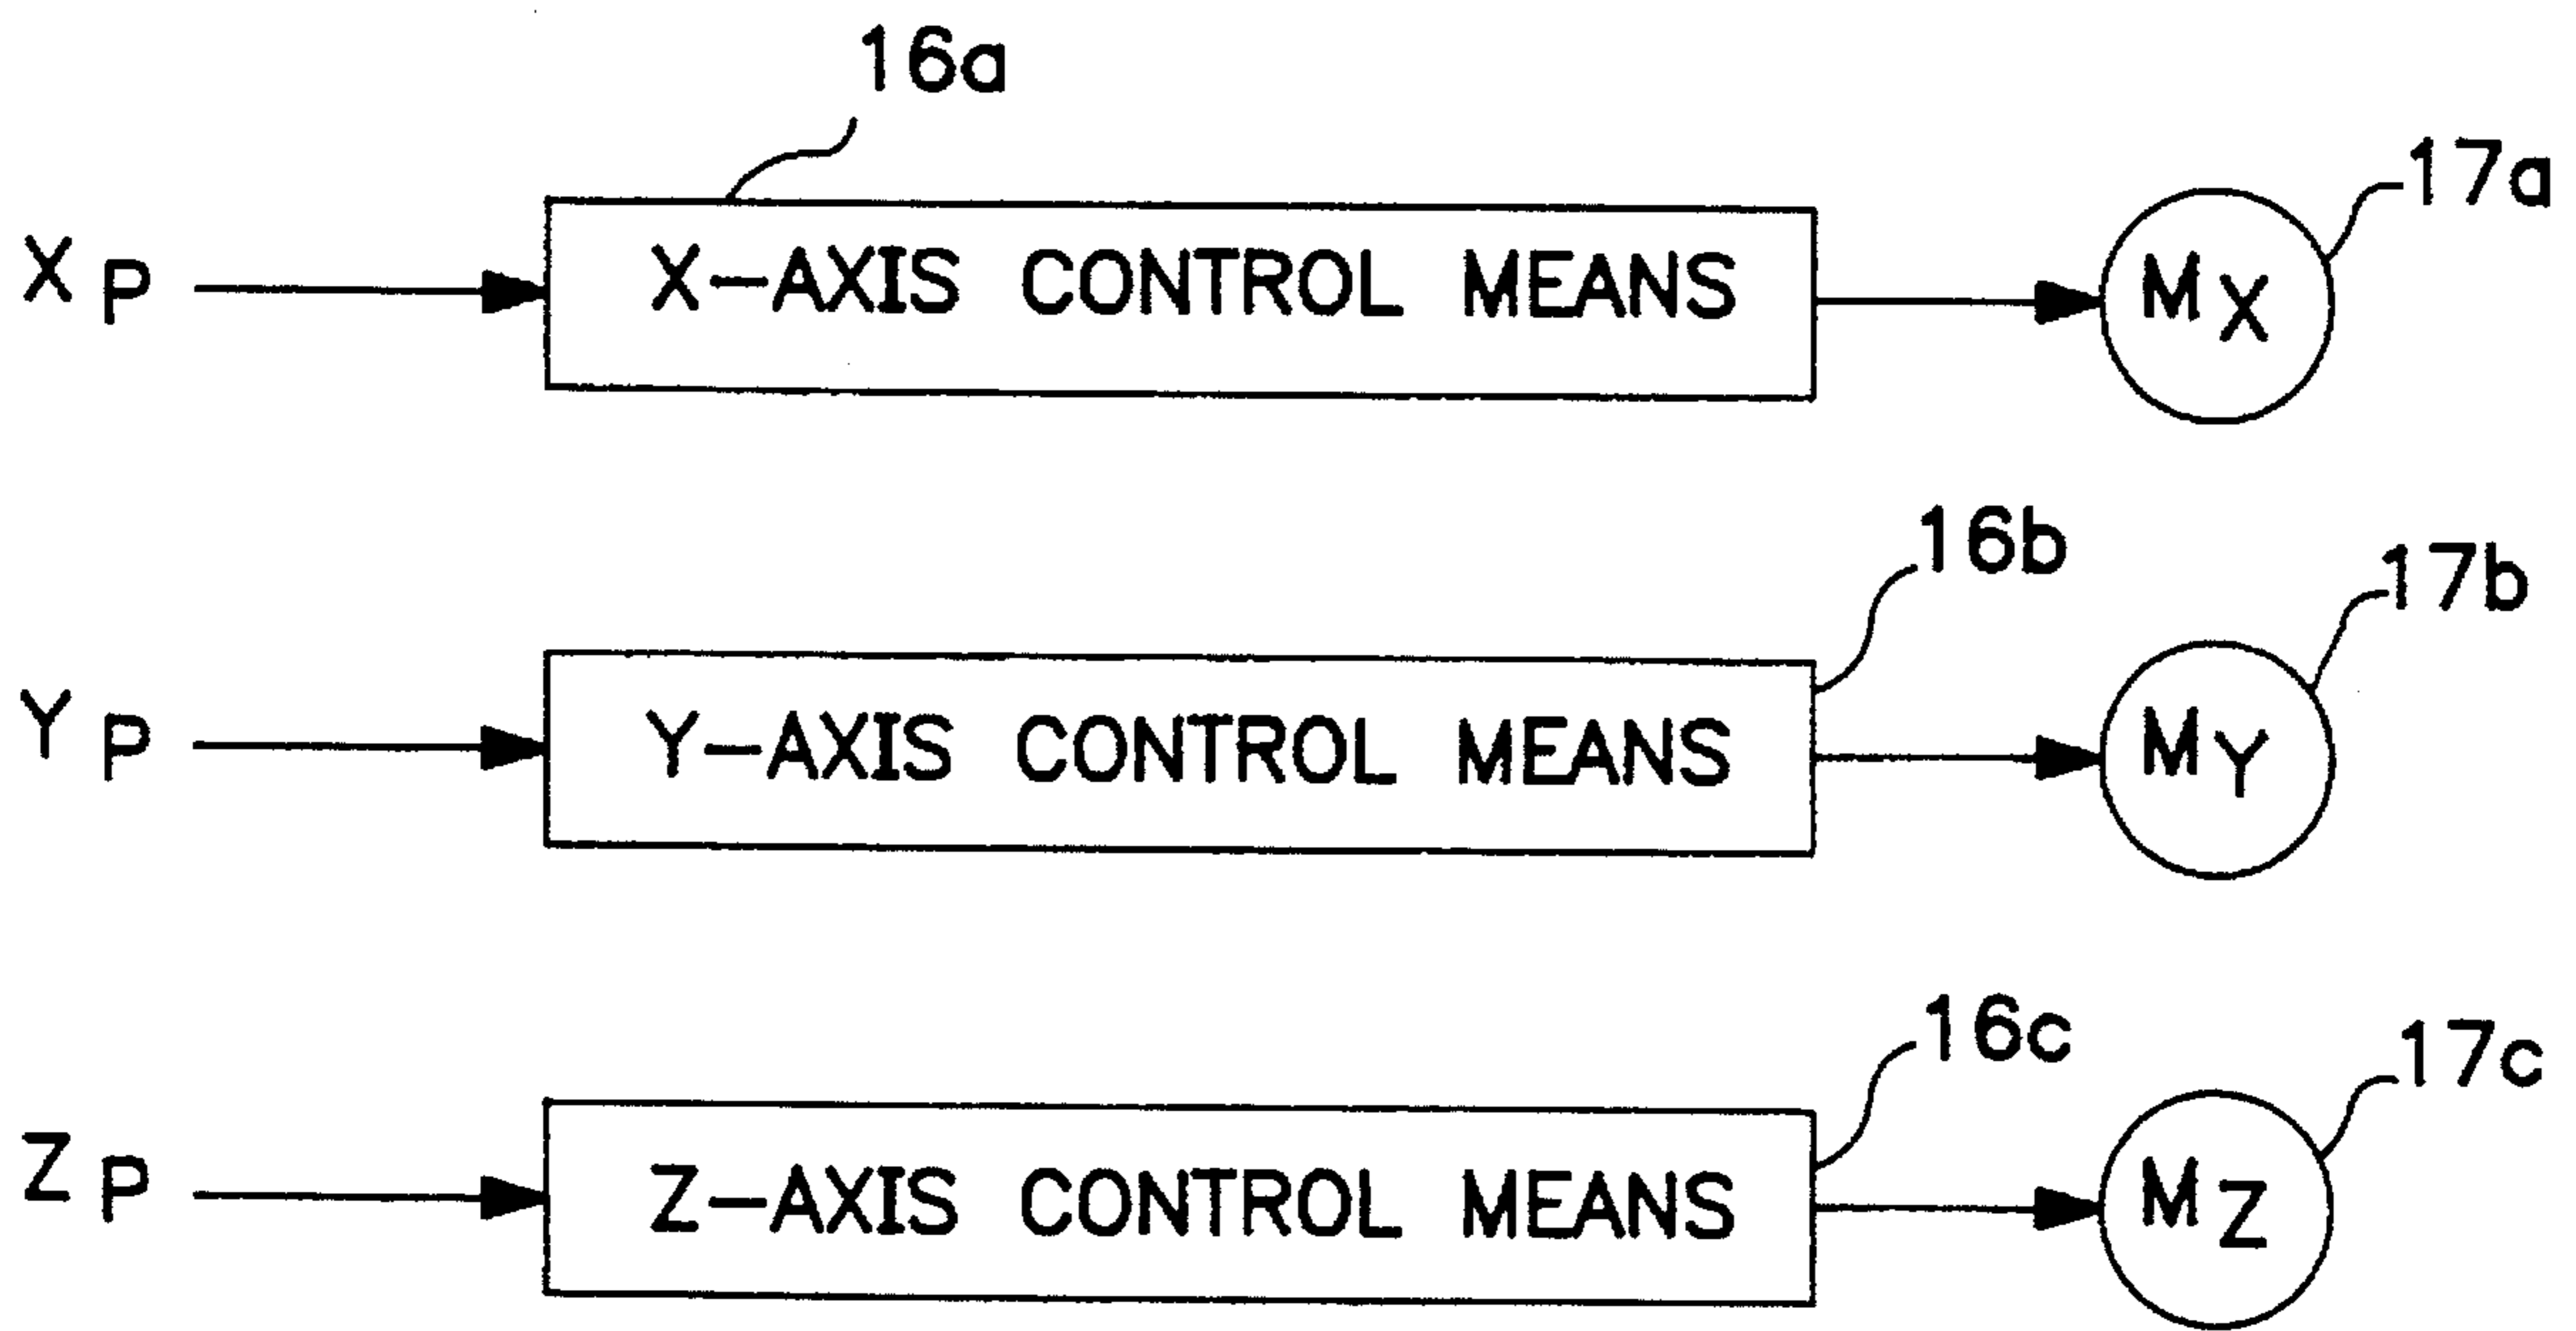 16a
17a
X P
X-AXIS CONTROL MEANS
M X
16b
17b
Y P
Y-AXIS CONTROL MEANS
M Y
16c
17c
Z P
Z-AXIS CONTROL MEANS
M Z